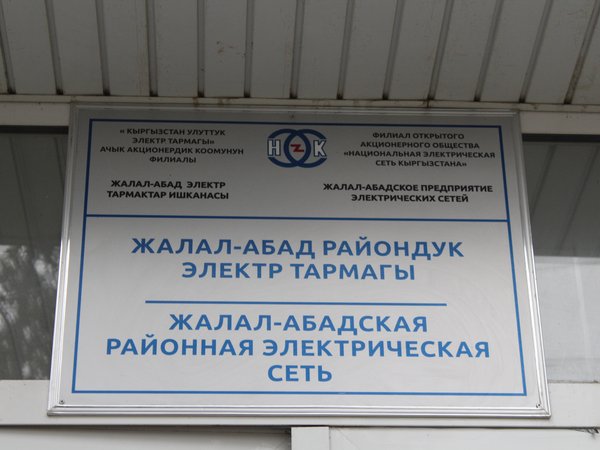 « КЫРГЫЗСТАН УЛУТТУК
ЭЛЕКТР ТАРМАГЫ»
АЧЫК АКЦИОНЕРДИК КООМУНУН
ФИЛИАЛЫ
ЖАЛАЛ-АБАД ЭЛЕКТР
ТАРМАКТАР ИШКАНАСЫ
Н К
ФИЛИАЛ ОТКРЫТОГО
АКЦИОНЕРНОГО ОБЩЕСТВА
«НАЦИОНАЛЬНАЯ ЭЛЕКТРИЧЕСКАЯ
СЕТЬ КЫРГЫЗСТАНА»
ЖАЛАЛ-АБАДСКОЕ ПРЕДПРИЯТИЕ
ЭЛЕКТРИЧЕСКИХ СЕТЕЙ
ЖАЛАЛ-АБАД РАЙОНДУК
ЭЛЕКТР ТАРМАГЫ
ЖАЛАЛ-АБАДСКАЯ
РАЙОННАЯ ЭЛЕКТРИЧЕСКАЯ
СЕТЬ